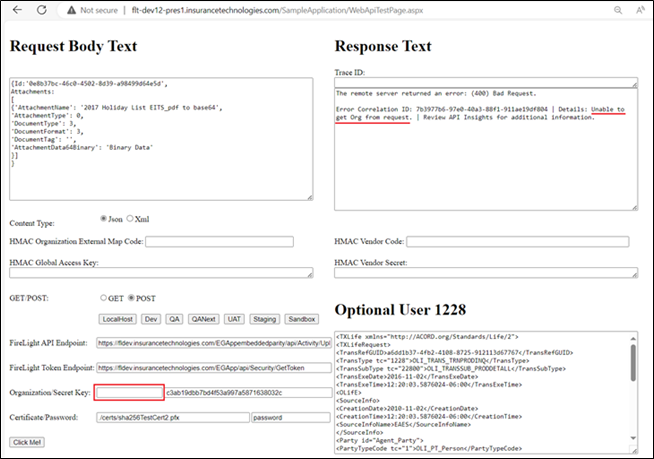 Not secure | flt-dev12-pres1.insurancetechnologies.com/SampleApplication/WebApiTestPage.aspx
Request Body Text
{Id:'0e8b37bc-46c0-4502-8d39-a98499d64e5d',
Attachments:
[
{'AttachmentName': '2017 Holiday List EITS_pdf to base64',
'AttachmentType': 0,
'DocumentType': 3,
'DocumentFormat': 3,
'DocumentTag': '',
'AttachmentData64Binary': 'Binary Data'
}]
}
Response Text
Trace ID:
The remote server returned an error: (400) Bad Request.
Error Correlation ID: 7b3977b6-97e0-40a3-88f1-911ae19df804 | Details: Unable to
get Org from request. | Review API Insights for additional information.
Content Type: Json Xml
HMAC Organization External Map Code:
HMAC Vendor Code:
HMAC Global Access Key:
HMAC Vendor Secret:
GET/POST: GET POST
LocalHost Dev QA QANext UAT Staging Sandbox
FireLight API Endpoint: https://fldev.insurancetechnologies.com/EGAppembeddedparity/api/Activity/Upl
FireLight Token Endpoint: https://fldev.insurancetechnologies.com/EGApp/api/Security/GetToken
Organization/Secret Key: c3ab19dbb7bd4f53a997a5871638032c
Certificate/Password: /certs/sha256TestCert2.pfx password
Click Me!
Optional User 1228
<TXLife xmlns="http://ACORD.org/Standards/Life/2">
<TXLifeRequest>
<TransRefGUID>a6dd1b37-4fb2-4108-8725-912113d67767</TransRefGUID>
<TransType tc="1228">OLI_TRANS_TRNPRODINQ</TransType>
<TransSubType tc="22800">OLI_TRANSSUB_PRODDETALL</TransSubType>
<TransExeDate>2016-11-02</TransExeDate>
<TransExeTime>12:20:03.5876024-06:00</TransExeTime>
<OLifE>
<SourceInfo>
<CreationDate>2010-11-02</CreationDate>
<CreationTime>12:20:03.5876024-06:00</CreationTime>
<SourceInfoName>EAES</SourceInfoName>
</SourceInfo>
<Party id="Agent_Party">
<PartyTypeCode tc="1">OLI_PT_Person</PartyTypeCode>